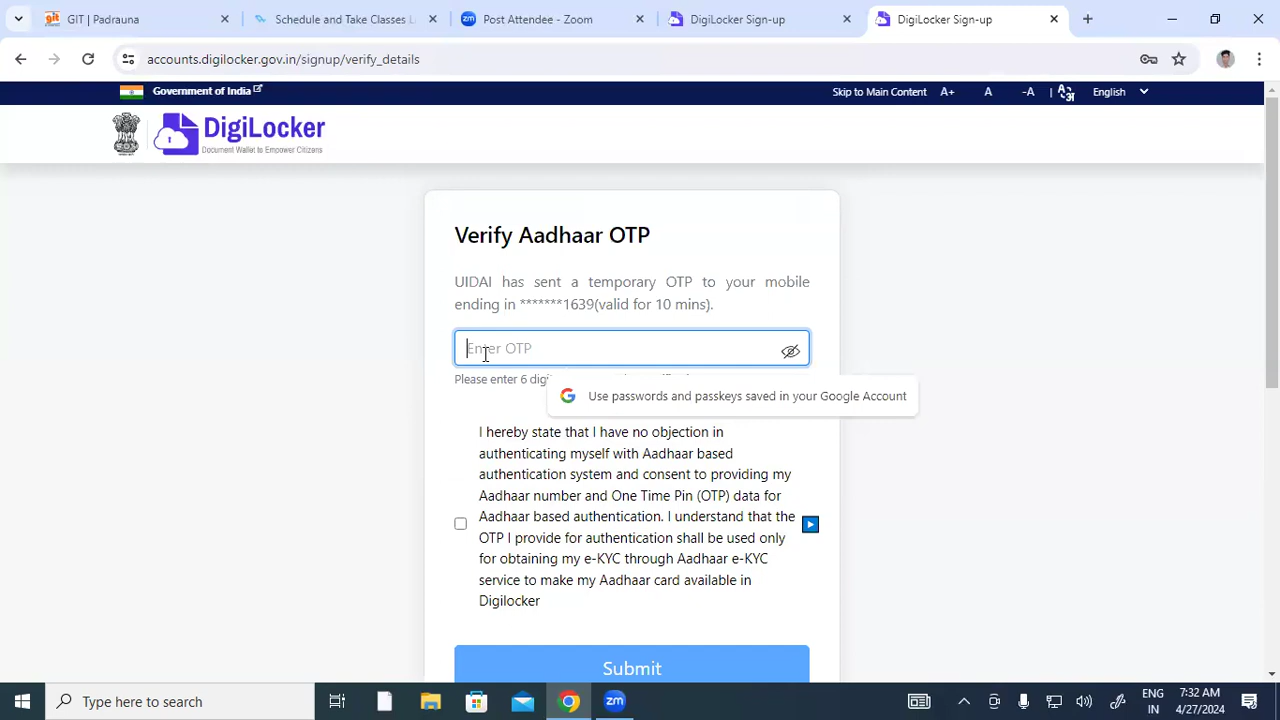 GIT | Padrauna
Schedule and Take Classes Li
Post Attendee - Zoom
DigiLocker Sign-up
DigiLocker Sign-up
accounts.digilocker.gov.in/signup/verify_details
Government of India
Skip to Main Content A+ A -A | English
DigiLocker
Document Wallet to Empower Citizens
Verify Aadhaar OTP
UIDAI has sent a temporary OTP to your mobile
ending in *******1639(valid for 10 mins).
Enter OTP
Please enter 6 digi
Use passwords and passkeys saved in your Google Account
I hereby state that I have no objection in
authenticating myself with Aadhaar based
authentication system and consent to providing my
Aadhaar number and One Time Pin (OTP) data for
Aadhaar based authentication. I understand that the
OTP I provide for authentication shall be used only
for obtaining my e-KYC through Aadhaar e-KYC
service to make my Aadhaar card available in
Digilocker
Submit
Type here to search
zm
ENG
IN
7:32 AM
4/27/2024